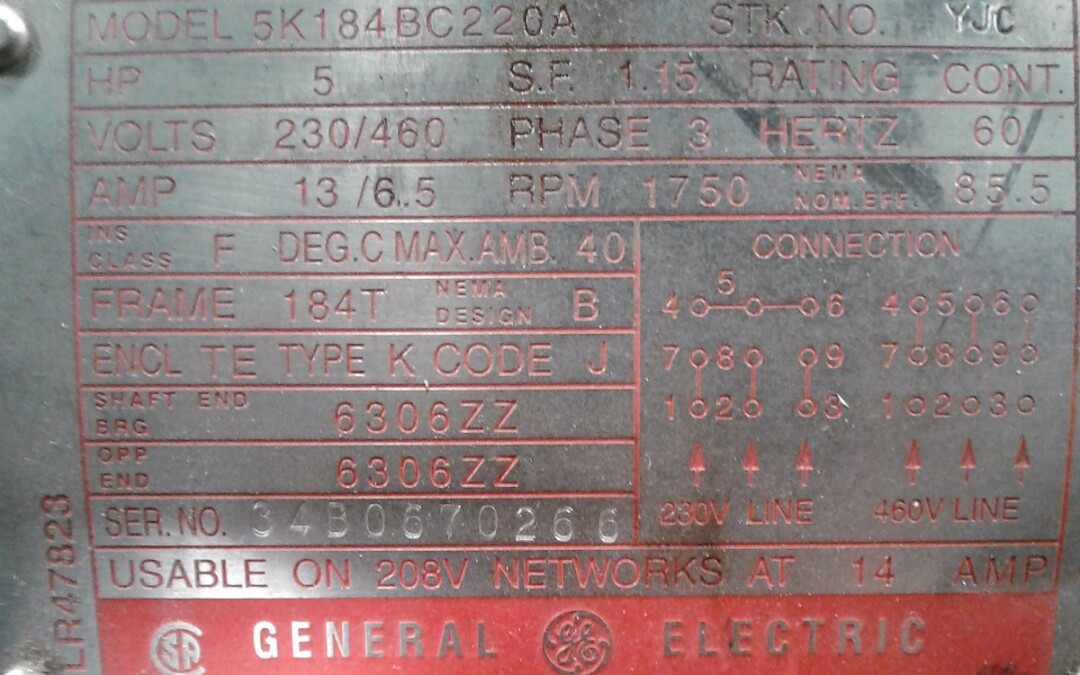 MODEL 5K184BC220A STK. NO. YJC
HP 5 S.F. 1.15 RATING CONT.
VOLTS 230/460 PHASE 3 HERTZ 60
AMP 13/6.5 RPM 1750 NEMA NOM. EFF. 85.5
INS CLASS F DEG.C MAX.AMB. 40
FRAME 184T NEMA DESIGN B
ENCL TE TYPE K CODE J
SHAFT END BRG 6306ZZ
OPP END 6306ZZ
SER. NO. 34B0670266
CONNECTION
5
4 6 4 5 6
7 8 9 7 8 9
1 2 3 1 2 3
230V LINE 460V LINE
USABLE ON 208V NETWORKS AT 14 AMP
LR47823
SA GENERAL GE ELECTRIC